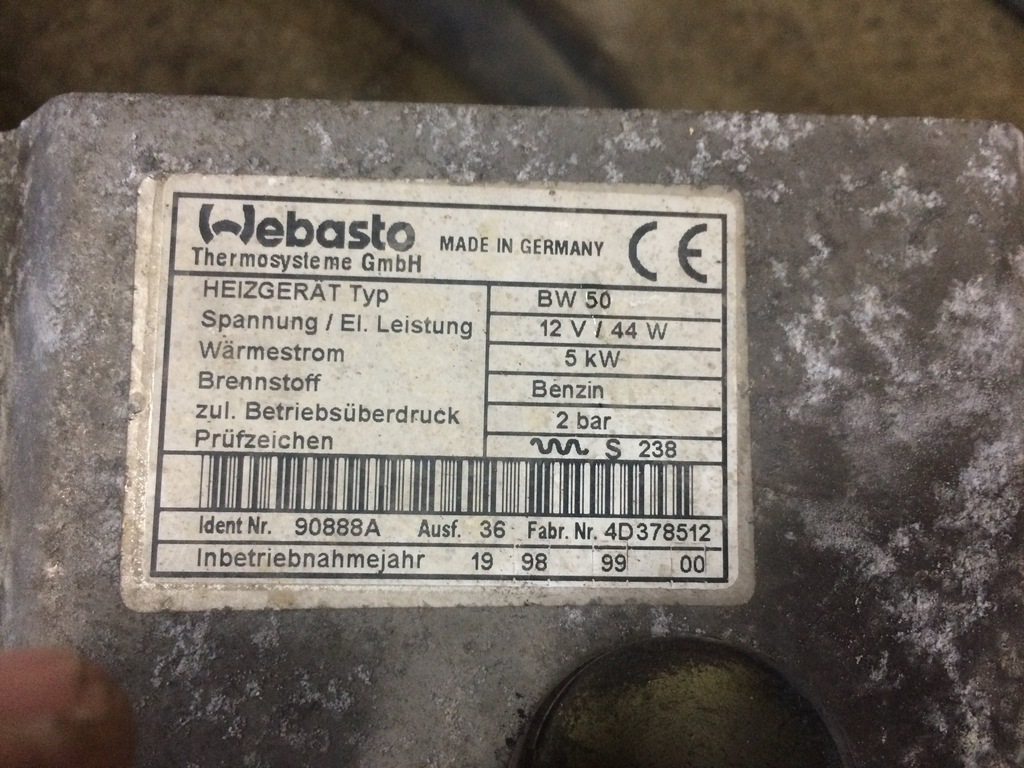 Webasto
Thermosysteme GmbH
MADE IN GERMANY
CE
HEIZGERÄT Typ BW 50
Spannung / El. Leistung 12 V / 44 W
Wärmestrom 5 kW
Brennstoff Benzin
zul. Betriebsüberdruck 2 bar
Prüfzeichen S 238
Ident Nr. 90888A Ausf. 36 Fabr. Nr. 4D378512
Inbetriebnahmejahr 19 98 99 00